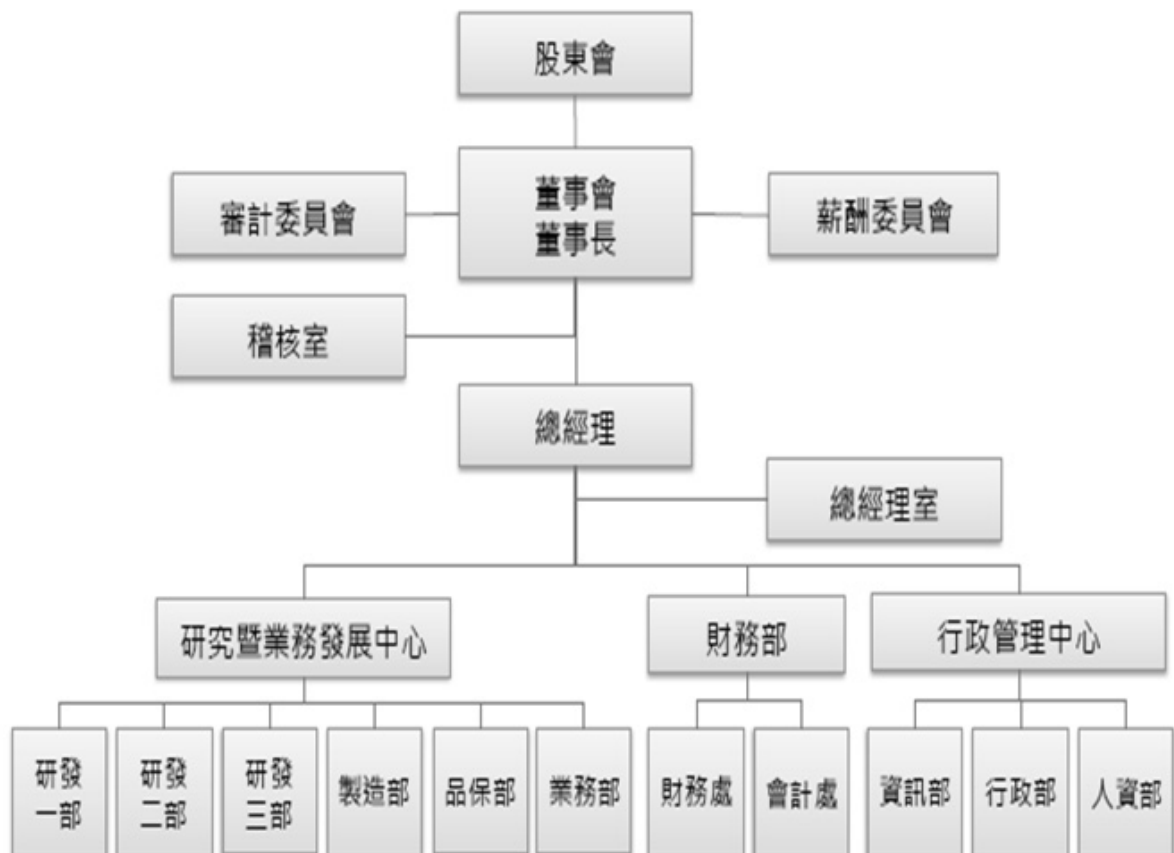 股東會
董事會
董事長
審計委員會
薪酬委員會
稽核室
總經理
總經理室
研究暨業務發展中心
財務部
行政管理中心
研發
一部
研發
二部
研發
三部
製造部
品保部
業務部
財務處
會計處
資訊部
行政部
人資部